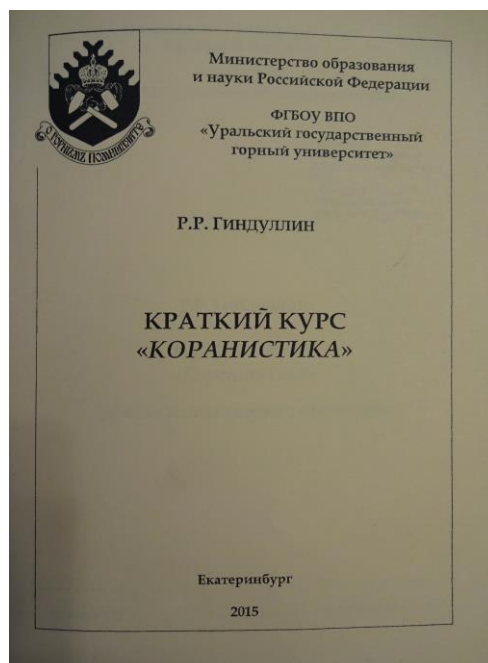 Министерство образования
и науки Российской Федерации
ФГБОУ ВПО
«Уральский государственный
горный университет»
Р.Р. Гиндуллин
КРАТКИЙ КУРС
«КОРАНИСТИКА»
Екатеринбург
2015